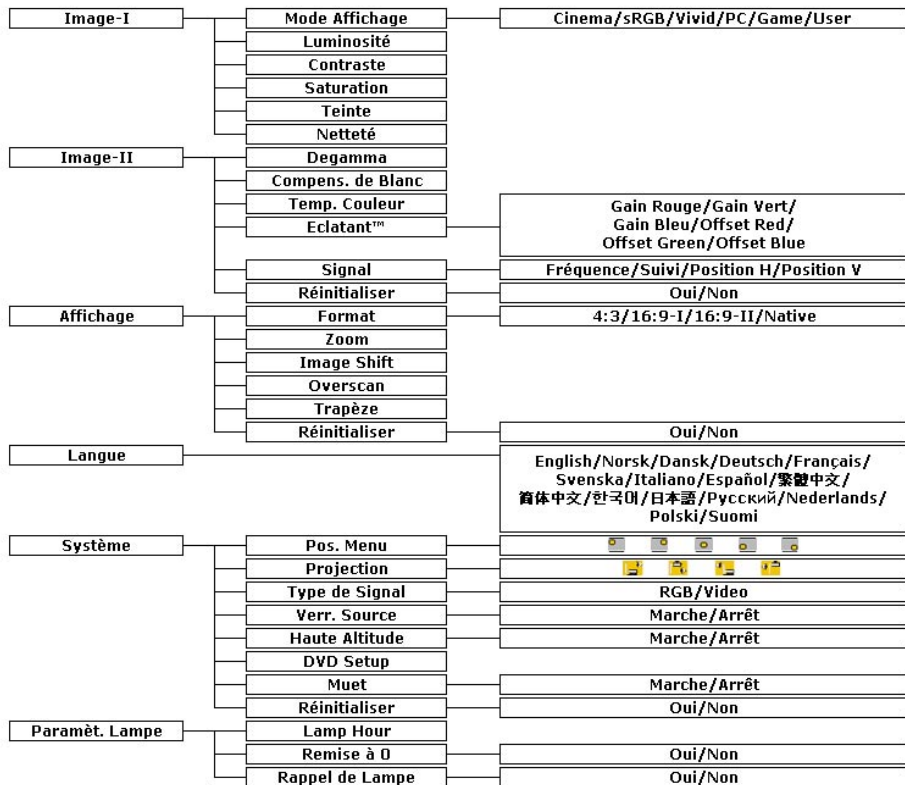 Image-I
Mode Affichage
Cinema/sRGB/Vivid/PC/Game/User
Luminosité
Contraste
Saturation
Teinte
Netteté
Image-II
Degamma
Compens. de Blanc
Temp. Couleur
Eclatant™
Gain Rouge/Gain Vert/
Gain Bleu/Offset Red/
Offset Green/Offset Blue
Signal
Fréquence/Suivi/Position H/Position V
Réinitialiser
Oui/Non
Affichage
Format
4:3/16:9-I/16:9-II/Native
Zoom
Image Shift
Overscan
Trapèze
Réinitialiser
Oui/Non
Langue
English/Norsk/Dansk/Deutsch/Français/
Svenska/Italiano/Español/繁體中文/
简体中文/한국어/日本語/Русский/Nederlands/
Polski/Suomi
Système
Pos. Menu
Projection
Type de Signal
RGB/Video
Verr. Source
Marche/Arrêt
Haute Altitude
Marche/Arrêt
DVD Setup
Muet
Marche/Arrêt
Réinitialiser
Oui/Non
Paramèt. Lampe
Lamp Hour
Remise à 0
Oui/Non
Rappel de Lampe
Oui/Non